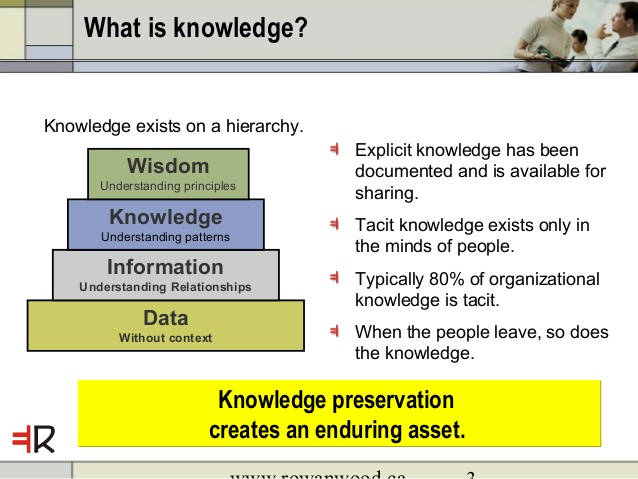 What is knowledge?
Knowledge exists on a hierarchy.
Wisdom
Understanding principles
Knowledge
Understanding patterns
Information
Understanding Relationships
Data
Without context
Explicit knowledge has been
documented and is available for
sharing.
Tacit knowledge exists only in
the minds of people.
Typically 80% of organizational
knowledge is tacit.
When the people leave, so does
the knowledge.
Knowledge preservation
creates an enduring asset.
R
www.rowanwood.ca 3